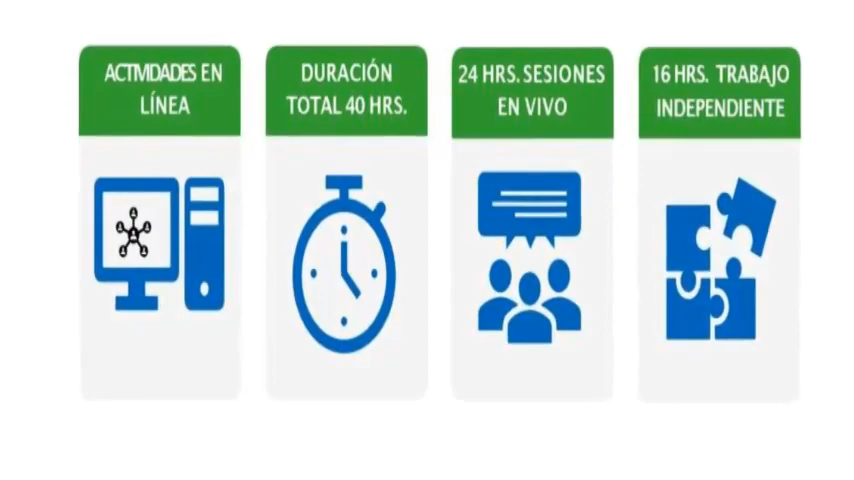 ACTIVIDADES EN
LÍNEA
DURACIÓN
TOTAL 40 HRS.
24 HRS. SESIONES
EN VIVO
16 HRS. TRABAJO
INDEPENDIENTE